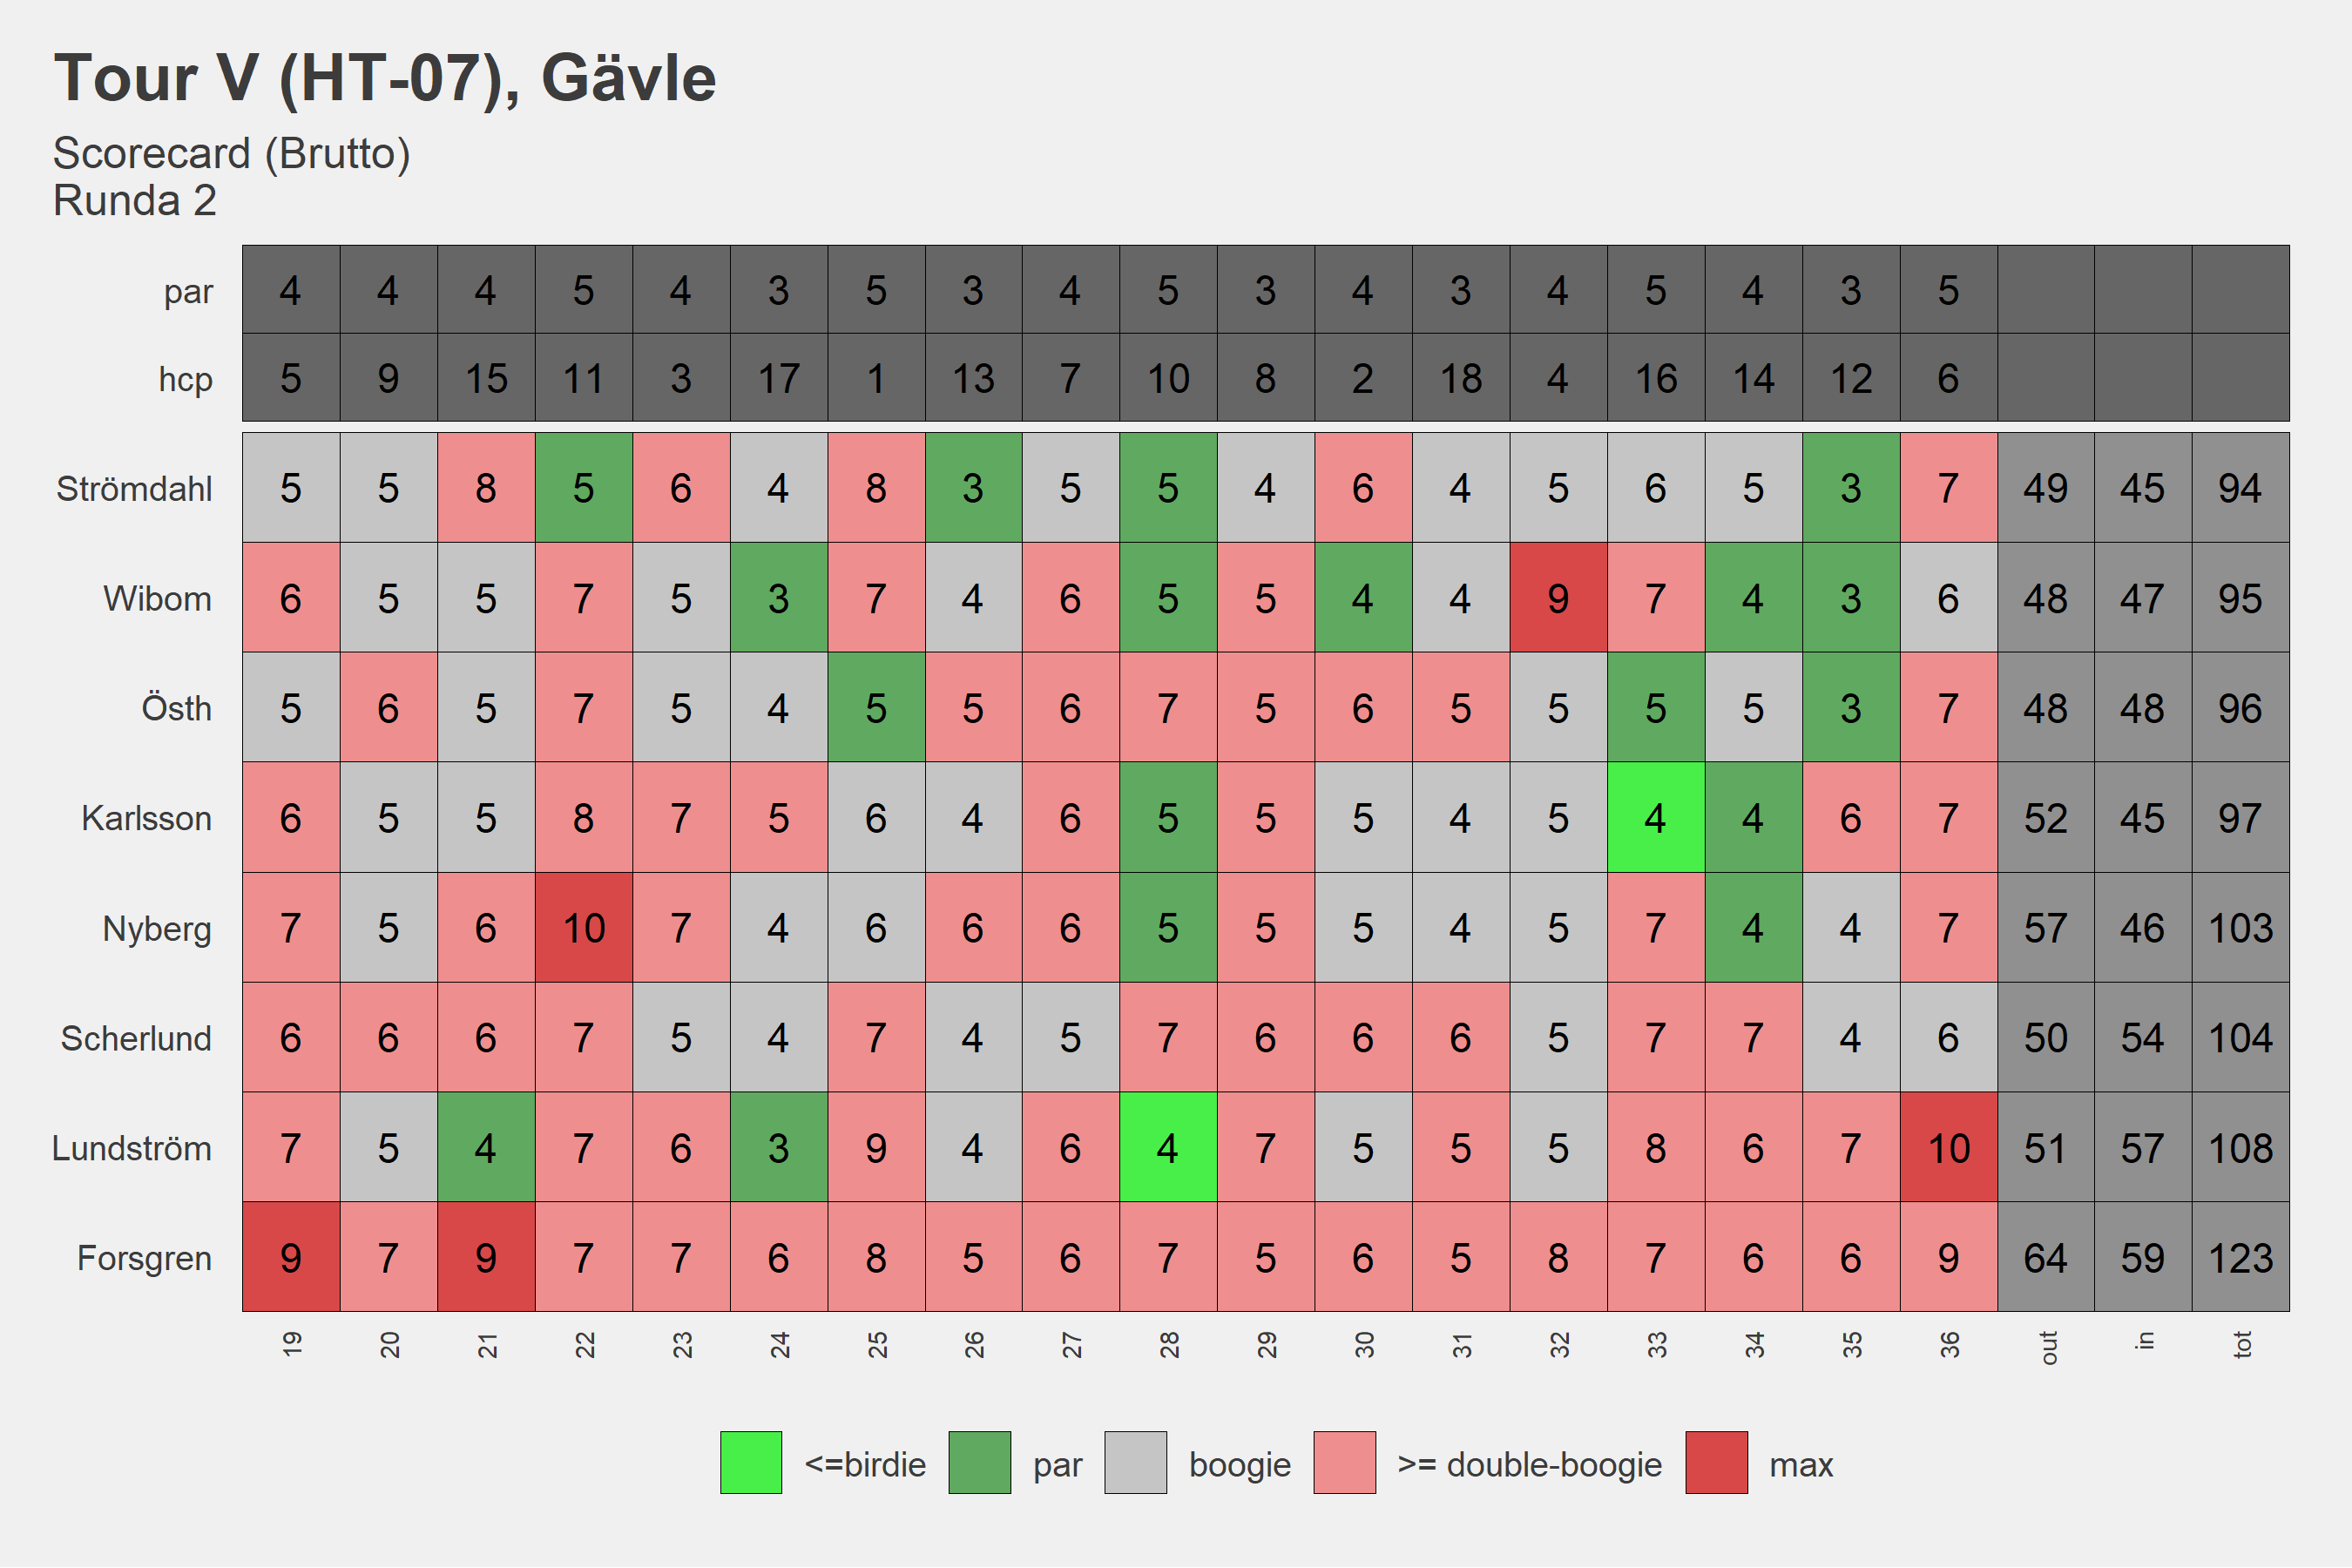 Tour V (HT-07), Gävle
Scorecard (Brutto)
Runda 2
par 4 4 4 5 4 3 5 3 4 5 3 4 3 4 5 4 3 5
hcp 5 9 15 11 3 17 1 13 7 10 8 2 18 4 16 14 12 6
Strömdahl 5 5 8 5 6 4 8 3 5 5 4 6 4 5 6 5 3 7 49 45 94
Wibom 6 5 5 7 5 3 7 4 6 5 5 4 4 9 7 4 3 6 48 47 95
Östh 5 6 5 7 5 4 5 5 6 7 5 6 5 5 5 5 3 7 48 48 96
Karlsson 6 5 5 8 7 5 6 4 6 5 5 5 4 5 4 4 6 7 52 45 97
Nyberg 7 5 6 10 7 4 6 6 6 5 5 5 4 5 7 4 4 7 57 46 103
Scherlund 6 6 6 7 5 4 7 4 5 7 6 6 6 5 7 7 4 6 50 54 104
Lundström 7 5 4 7 6 3 9 4 6 4 7 5 5 5 8 6 7 10 51 57 108
Forsgren 9 7 9 7 7 6 8 5 6 7 5 6 5 8 7 6 6 9 64 59 123
19 20 21 22 23 24 25 26 27 28 29 30 31 32 33 34 35 36 out in tot
<=birdie par boogie >= double-boogie max